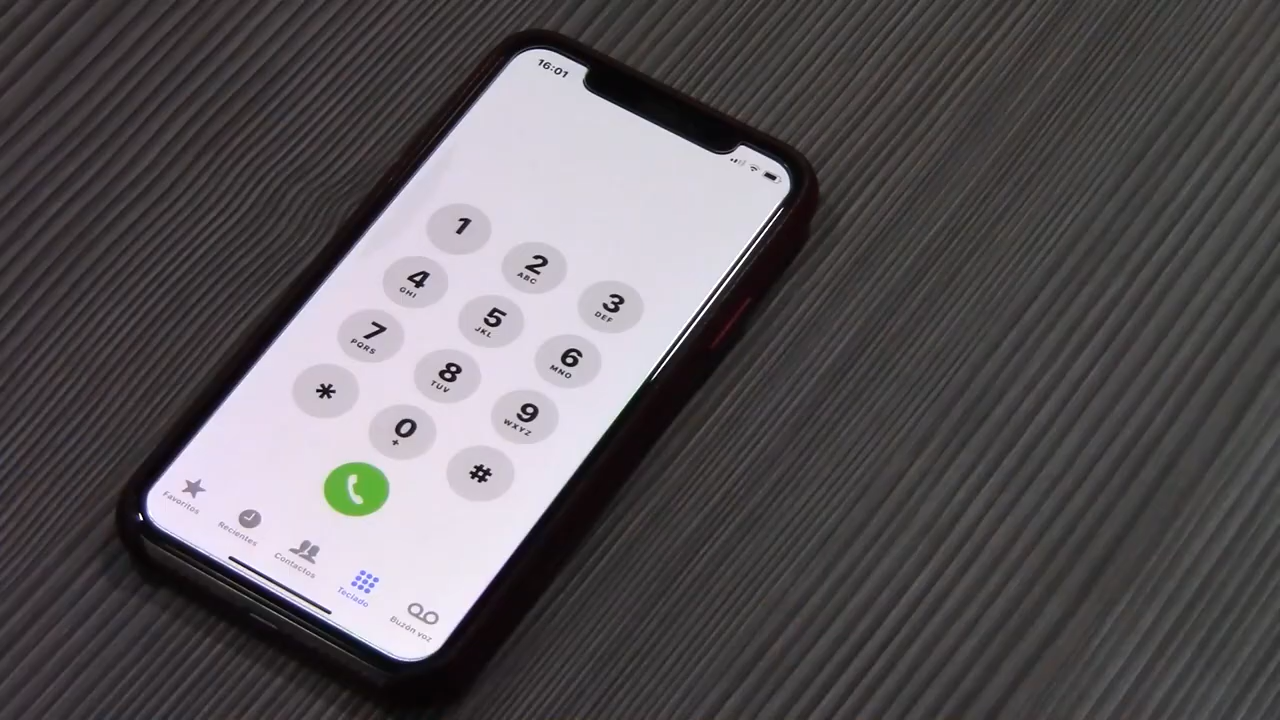 16:01
1
2
ABC
3
DEF
4
GHI
5
JKL
6
MNO
7
PQRS
8
TUV
9
WXYZ
*
0
+
#
Favoritos
Recientes
Contactos
Teclado
Buzón voz